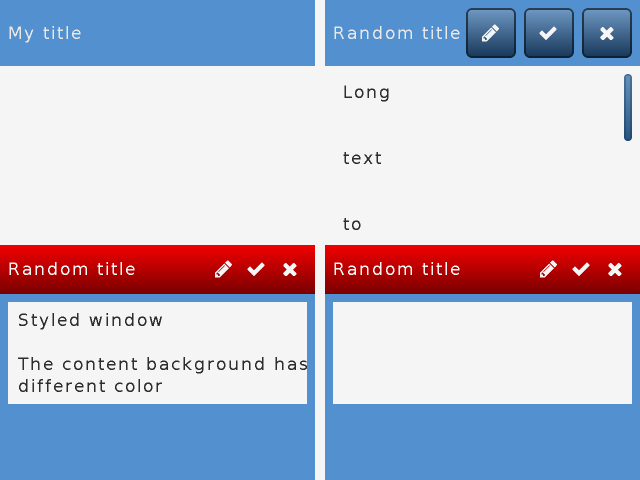 My title
Random title
Long
text
to
Random title
Styled window
The content background has
different color
Random title